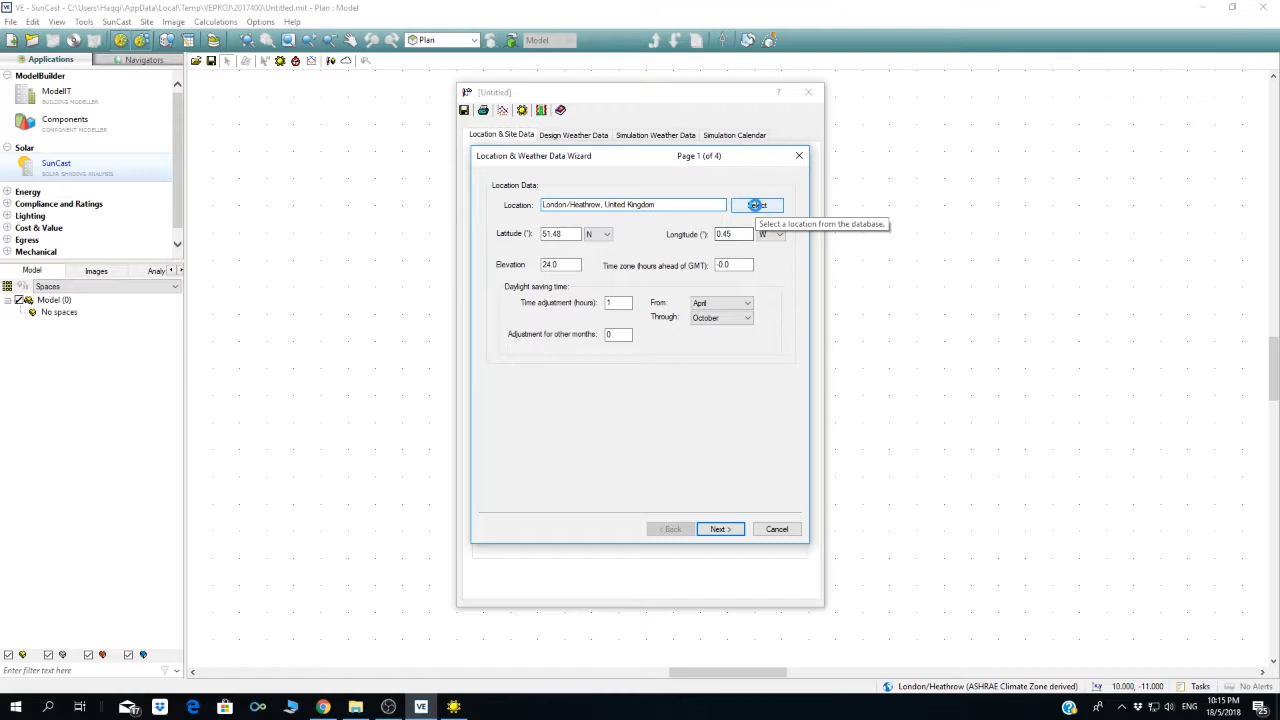 VE - SunCast - C:\Users\Haqqi\AppData\Local\Temp\VEPROJ\2017400\Untitled.mit - Plan : Model
File Edit View Tools SunCast Site Image Calculations Options Help
Plan
Model
Applications Navigators
ModelBuilder
ModelIT
BUILDING MODELLER
Components
COMPONENT MODELLER
Solar
SunCast
SOLAR SHADING ANALYSIS
Energy
Compliance and Ratings
Lighting
Cost & Value
Egress
Mechanical
Model Images Analy
Spaces
Model (0)
No spaces
Enter filter text here
[Untitled]
Location & Site Data Design Weather Data Simulation Weather Data Simulation Calendar
Location & Weather Data Wizard Page 1 (of 4)
Location Data:
Location: London/Heathrow, United Kingdom
Select a location from the database.
Latitude (°): 51.48 N Longitude (°): 0.45 W
Elevation 24.0 Time zone (hours ahead of GMT): -0.0
Daylight saving time:
Time adjustment (hours): 1 From: April
Through: October
Adjustment for other months: 0
< Back Next > Cancel
London/Heathrow (ASHRAE Climate Zone derived) 10.000, -11.000 Tasks No Alerts
VE
ENG
10:15 PM
18/5/2018
25